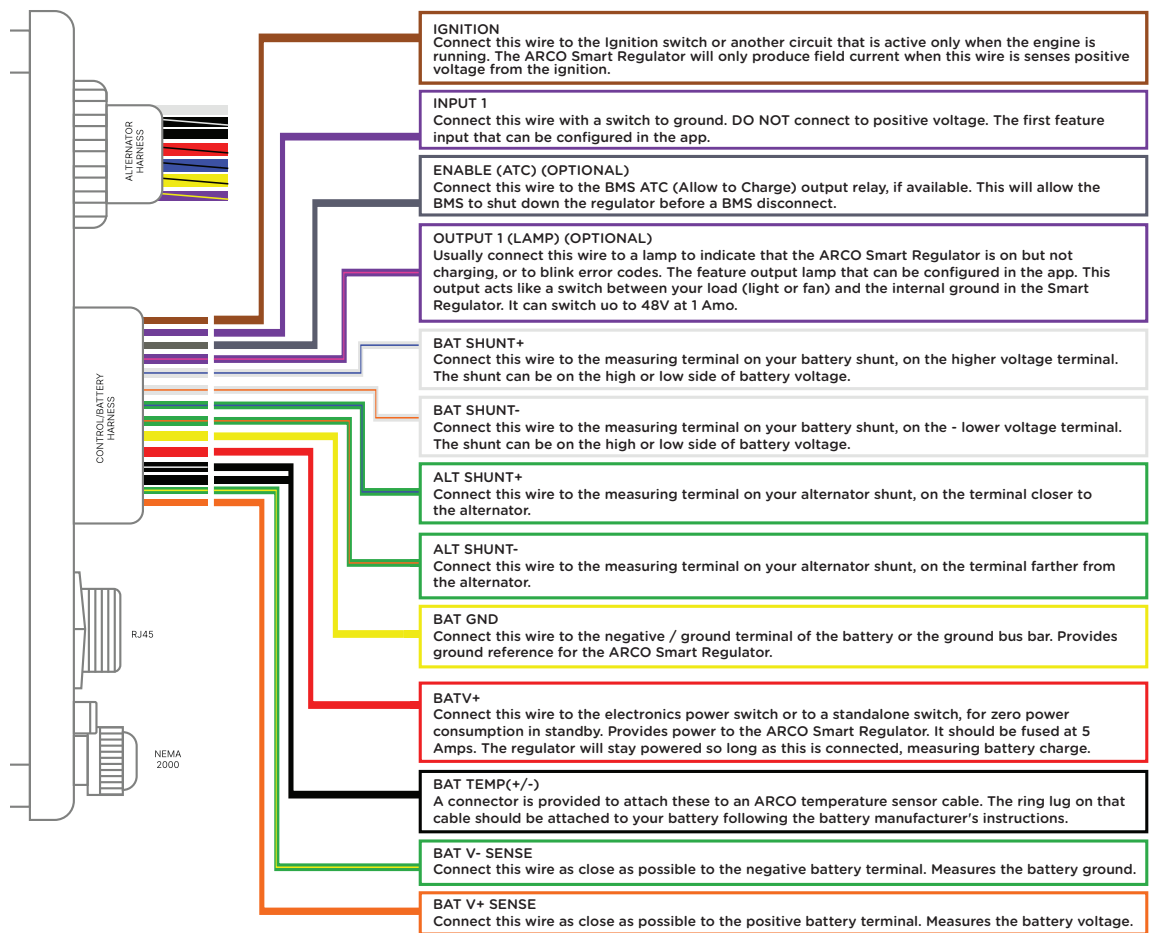 IGNITION
Connect this wire to the Ignition switch or another circuit that is active only when the engine is
running. The ARCO Smart Regulator will only produce field current when this wire is senses positive
voltage from the ignition.
INPUT 1
Connect this wire with a switch to ground. DO NOT connect to positive voltage. The first feature
input that can be configured in the app.
ALTERNATOR
HARNESS
ENABLE (ATC) (OPTIONAL)
Connect this wire to the BMS ATC (Allow to Charge) output relay, if available. This will allow the
BMS to shut down the regulator before a BMS disconnect.
OUTPUT 1 (LAMP) (OPTIONAL)
Usually connect this wire to a lamp to indicate that the ARCO Smart Regulator is on but not
charging, or to blink error codes. The feature output lamp that can be configured in the app. This
output acts like a switch between your load (light or fan) and the internal ground in the Smart
Regulator. It can switch uo to 48V at 1 Amo.
BAT SHUNT+
Connect this wire to the measuring terminal on your battery shunt, on the higher voltage terminal.
The shunt can be on the high or low side of battery voltage.
CONTROL/BATTERY
HARNESS
BAT SHUNT-
Connect this wire to the measuring terminal on your battery shunt, on the - lower voltage terminal.
The shunt can be on the high or low side of battery voltage.
ALT SHUNT+
Connect this wire to the measuring terminal on your alternator shunt, on the terminal closer to
the alternator.
ALT SHUNT-
Connect this wire to the measuring terminal on your alternator shunt, on the terminal farther from
the alternator.
BAT GND
Connect this wire to the negative / ground terminal of the battery or the ground bus bar. Provides
ground reference for the ARCO Smart Regulator.
RJ45
BATV+
Connect this wire to the electronics power switch or to a standalone switch, for zero power
consumption in standby. Provides power to the ARCO Smart Regulator. It should be fused at 5
Amps. The regulator will stay powered so long as this is connected, measuring battery charge.
NEMA
2000
BAT TEMP(+/-)
A connector is provided to attach these to an ARCO temperature sensor cable. The ring lug on that
cable should be attached to your battery following the battery manufacturer's instructions.
BAT V- SENSE
Connect this wire as close as possible to the negative battery terminal. Measures the battery ground.
BAT V+ SENSE
Connect this wire as close as possible to the positive battery terminal. Measures the battery voltage.